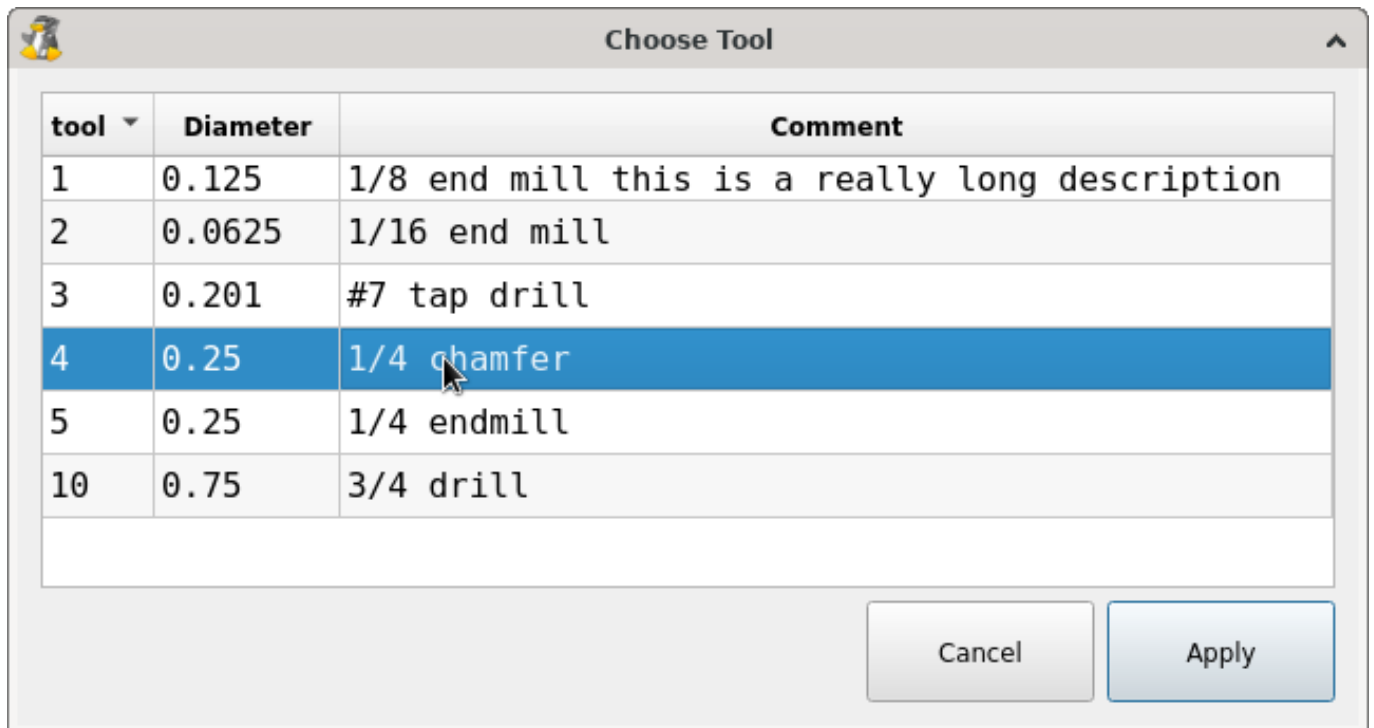 Choose Tool
tool Diameter Comment
1 0.125 1/8 end mill this is a really long description
2 0.0625 1/16 end mill
3 0.201 #7 tap drill
4 0.25 1/4 chamfer
5 0.25 1/4 endmill
10 0.75 3/4 drill
Cancel Apply